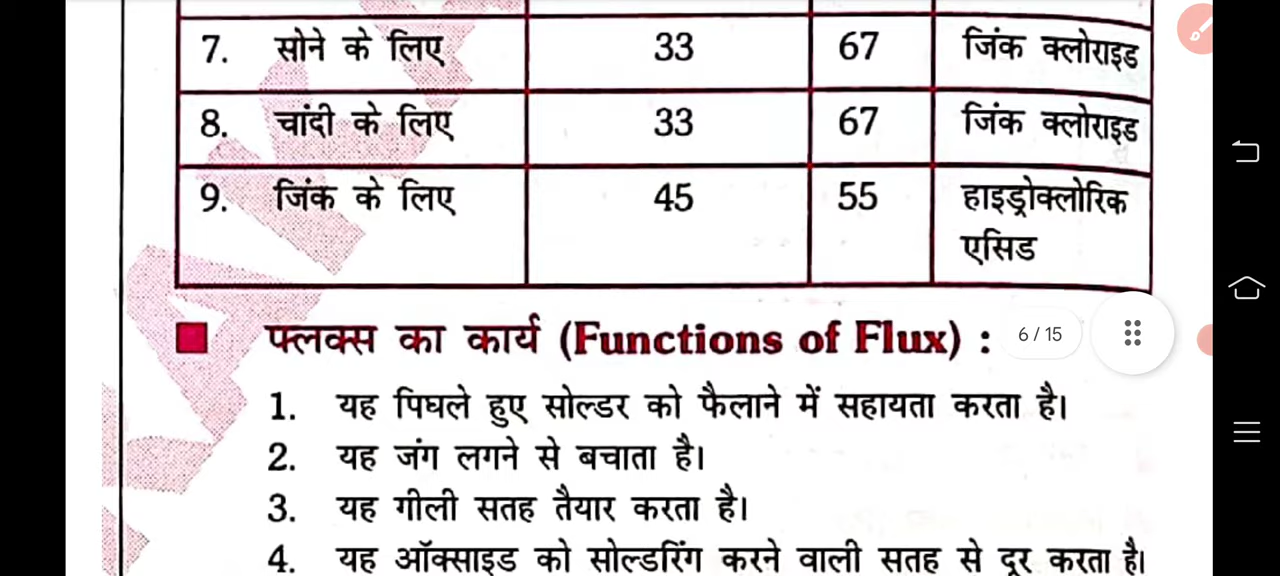 7. सोने के लिए 33 67 जिंक क्लोराइड
8. चांदी के लिए 33 67 जिंक क्लोराइड
9. जिंक के लिए 45 55 हाइड्रोक्लोरिक
एसिड
फ्लक्स का कार्य (Functions of Flux) :
6 / 15
1. यह पिघले हुए सोल्डर को फैलाने में सहायता करता है।
2. यह जंग लगने से बचाता है।
3. यह गीली सतह तैयार करता है।
4. यह ऑक्साइड को सोल्डरिंग करने वाली सतह से दूर करता है।